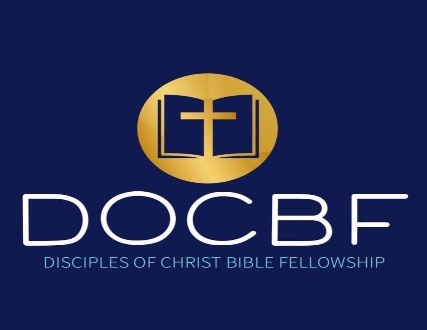 DOCBF
DISCIPLES OF CHRIST BIBLE FELLOWSHIP